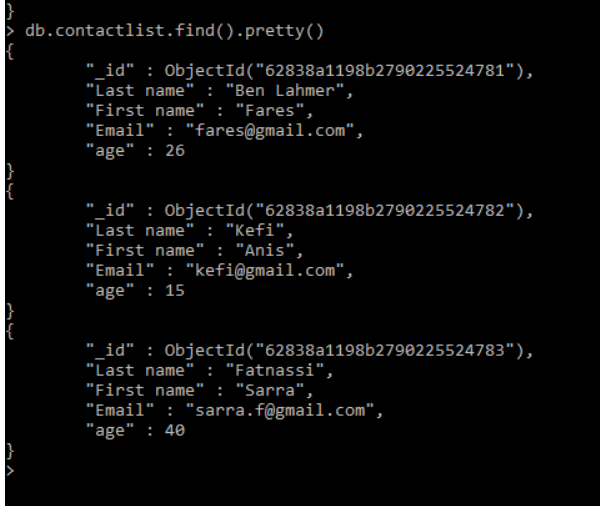 }
> db.contactlist.find().pretty()
{
        "_id" : ObjectId("62838a1198b2790225524781"),
        "Last name" : "Ben Lahmer",
        "First name" : "Fares",
        "Email" : "fares@gmail.com",
        "age" : 26
}
{
        "_id" : ObjectId("62838a1198b2790225524782"),
        "Last name" : "Kefi",
        "First name" : "Anis",
        "Email" : "kefi@gmail.com",
        "age" : 15
}
{
        "_id" : ObjectId("62838a1198b2790225524783"),
        "Last name" : "Fatnassi",
        "First name" : "Sarra",
        "Email" : "sarra.f@gmail.com",
        "age" : 40
}
>